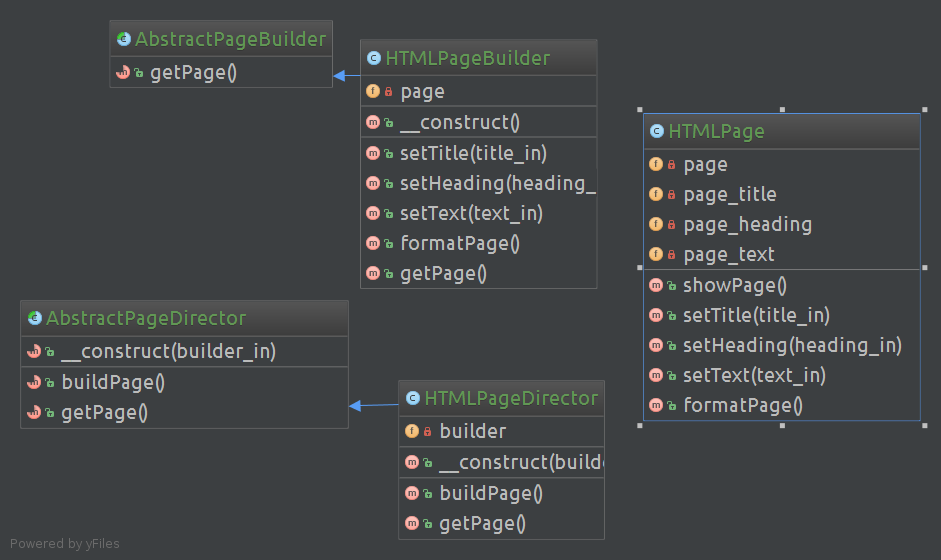 AbstractPageBuilder
getPage()
HTMLPageBuilder
page
__construct()
setTitle(title_in)
setHeading(heading_
setText(text_in)
formatPage()
getPage()
HTMLPage
page
page_title
page_heading
page_text
showPage()
setTitle(title_in)
setHeading(heading_in)
setText(text_in)
formatPage()
AbstractPageDirector
__construct(builder_in)
buildPage()
getPage()
HTMLPageDirector
builder
__construct(builde
buildPage()
getPage()
Powered by yFiles